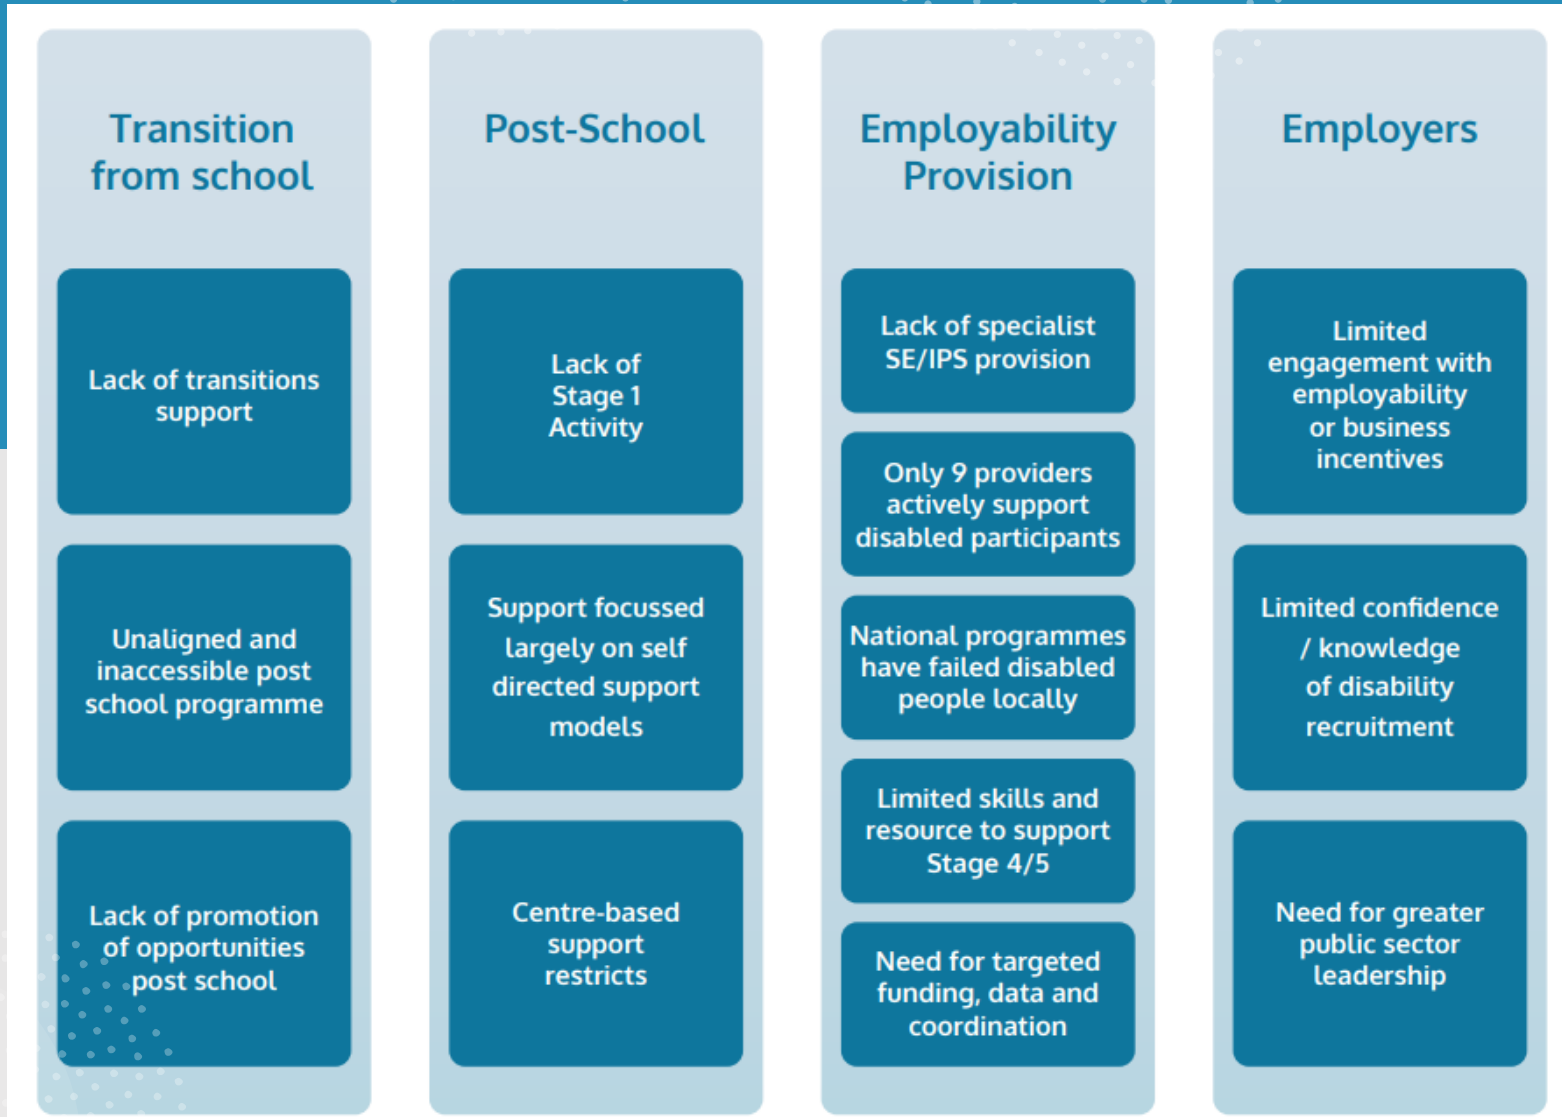 Transition
from school
Lack of transitions
support
Unaligned and
inaccessible post
school programme
Lack of promotion
of opportunities
post school
Post-School
Lack of
Stage 1
Activity
Support focussed
largely on self
directed support
models
Centre-based
support
restricts
Employability
Provision
Lack of specialist
SE/IPS provision
Only 9 providers
actively support
disabled participants
National programmes
have failed disabled
people locally
Limited skills and
resource to support
Stage 4/5
Need for targeted
funding, data and
coordination
Employers
Limited
engagement with
employability
or business
incentives
Limited confidence
/ knowledge
of disability
recruitment
Need for greater
public sector
leadership